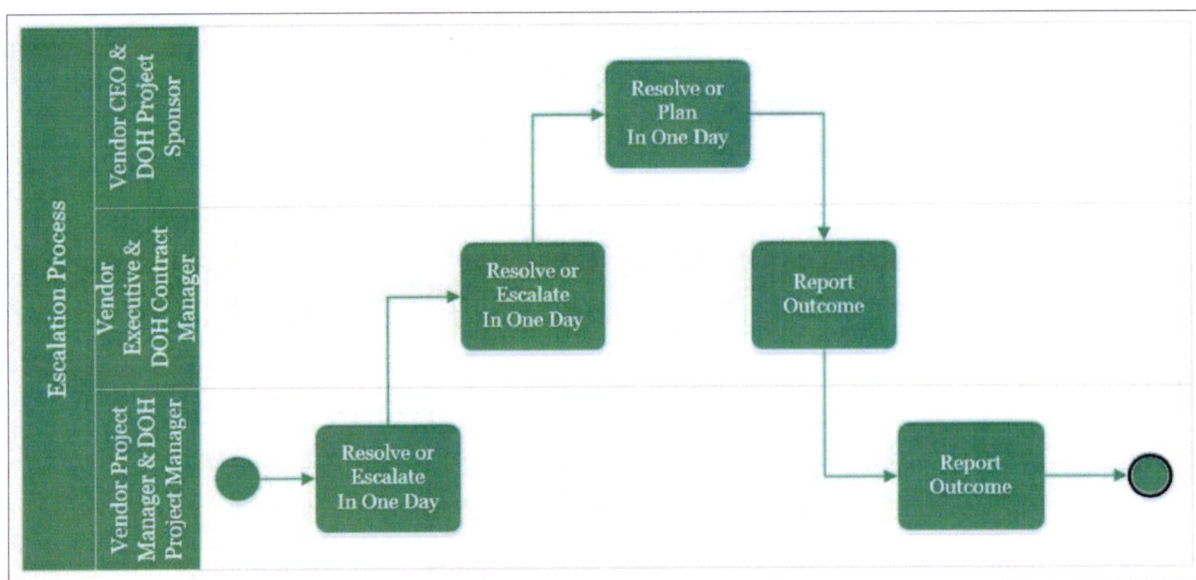 Escalation Process
Vendor CEO &
DOH Project
Sponsor
Resolve or
Plan
In One Day
Vendor
Executive &
DOH Contract
Manager
Resolve or
Escalate
In One Day
Report
Outcome
Vendor Project
Manager & DOH
Project Manager
Resolve or
Escalate
In One Day
Report
Outcome